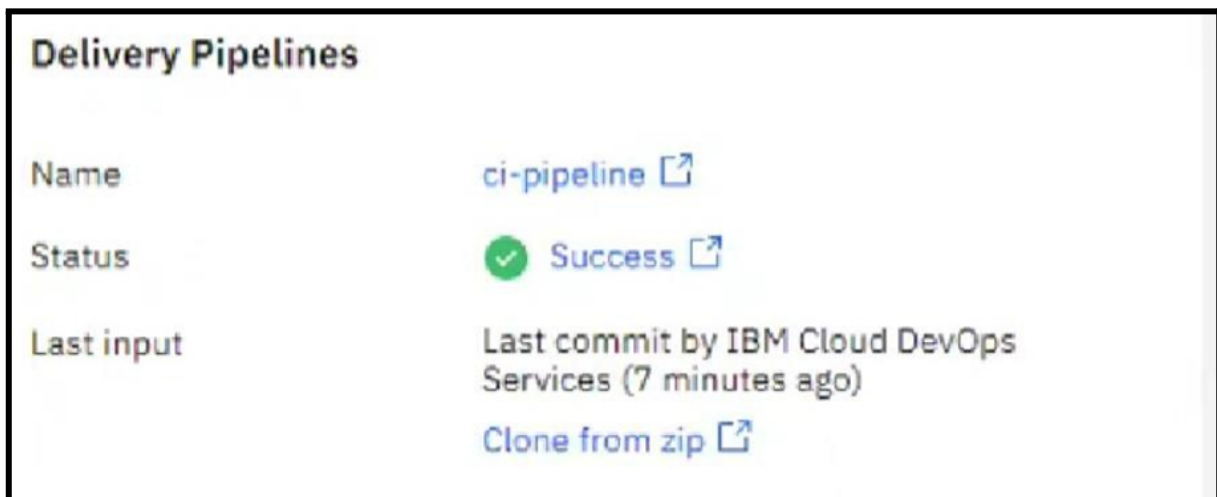 Delivery Pipelines
Name
ci-pipeline
Status
Success
Last input
Last commit by IBM Cloud DevOps
Services (7 minutes ago)
Clone from zip